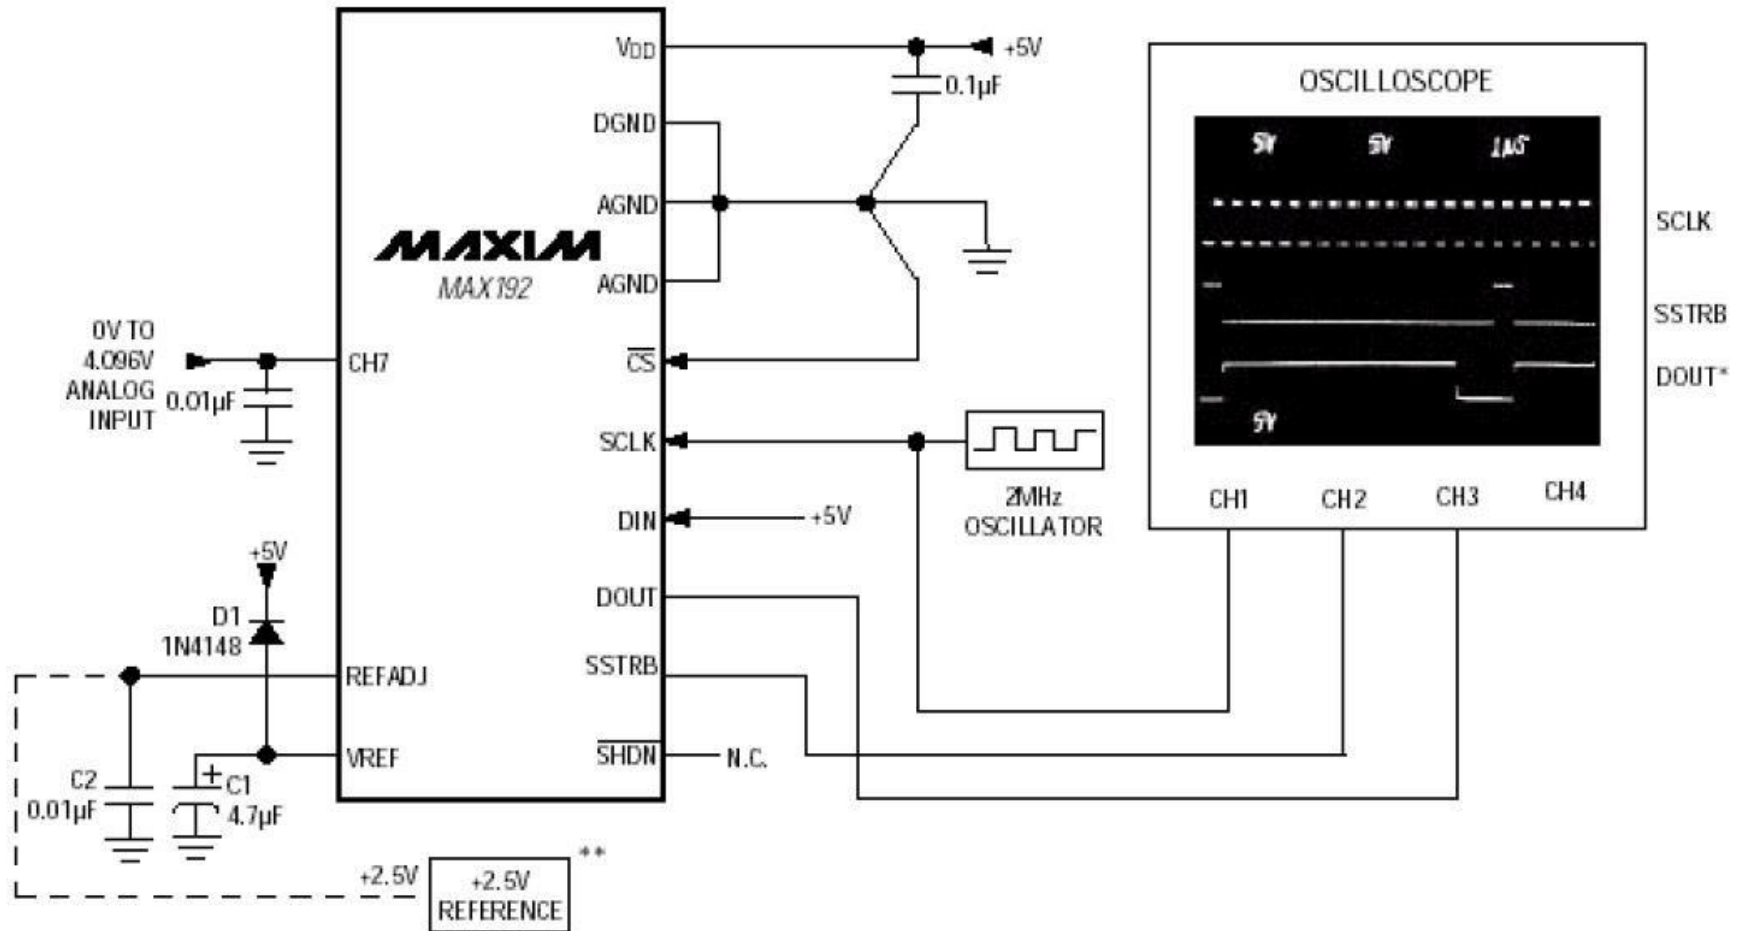 VDD
+5V
0.1µF
DGND
AGND
MAXIM
MAX192
AGND
0V TO
4.096V
ANALOG
INPUT
0.01µF
CH7
CS
SCLK
2MHz
OSCILLATOR
DIN
+5V
+5V
D1
1N4148
DOUT
SSTRB
REFADJ
VREF
SHDN
N.C.
C2
0.01µF
+
C1
4.7µF
+2.5V
+2.5V
REFERENCE
**
OSCILLOSCOPE
5V
5V
1µS
5V
SCLK
SSTRB
DOUT*
CH1
CH2
CH3
CH4